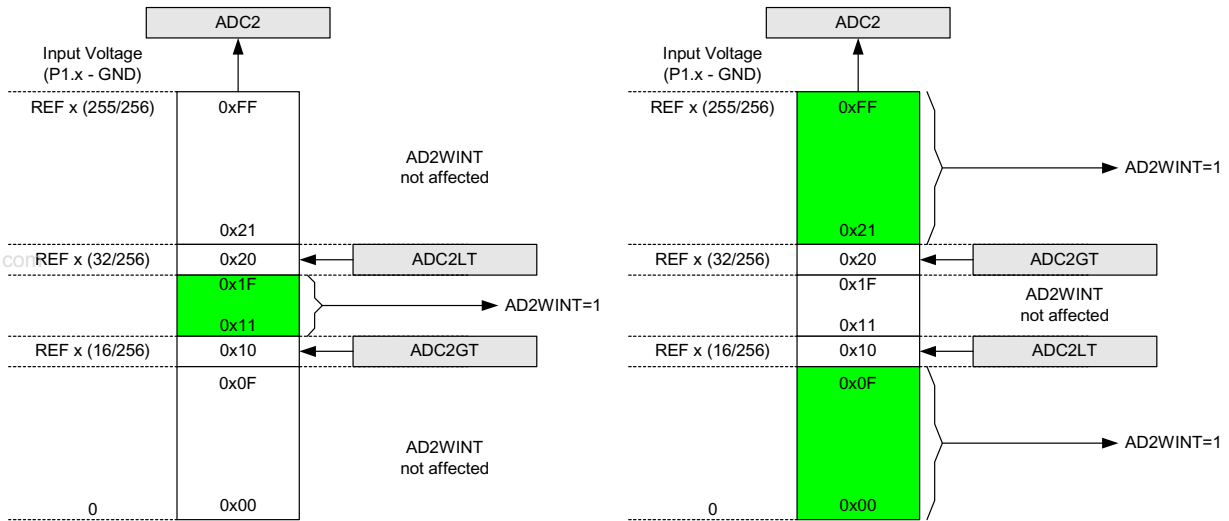 ADC2
Input Voltage
(P1.x - GND)
REF x (255/256)
0xFF
AD2WINT
not affected
0x21
com
REF x (32/256)
0x20
ADC2LT
0x1F
AD2WINT=1
0x11
REF x (16/256)
0x10
ADC2GT
0x0F
AD2WINT
not affected
0
0x00
ADC2
Input Voltage
(P1.x - GND)
REF x (255/256)
0xFF
AD2WINT=1
0x21
REF x (32/256)
0x20
ADC2GT
0x1F
AD2WINT
not affected
0x11
REF x (16/256)
0x10
ADC2LT
0x0F
AD2WINT=1
0
0x00